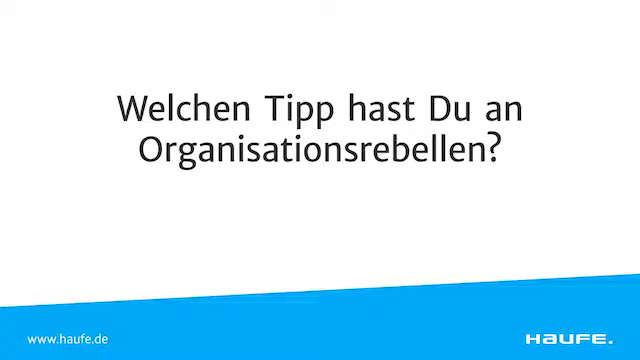 Welchen Tipp hast Du an
Organisationsrebellen?
www.haufe.de
HAUFE.